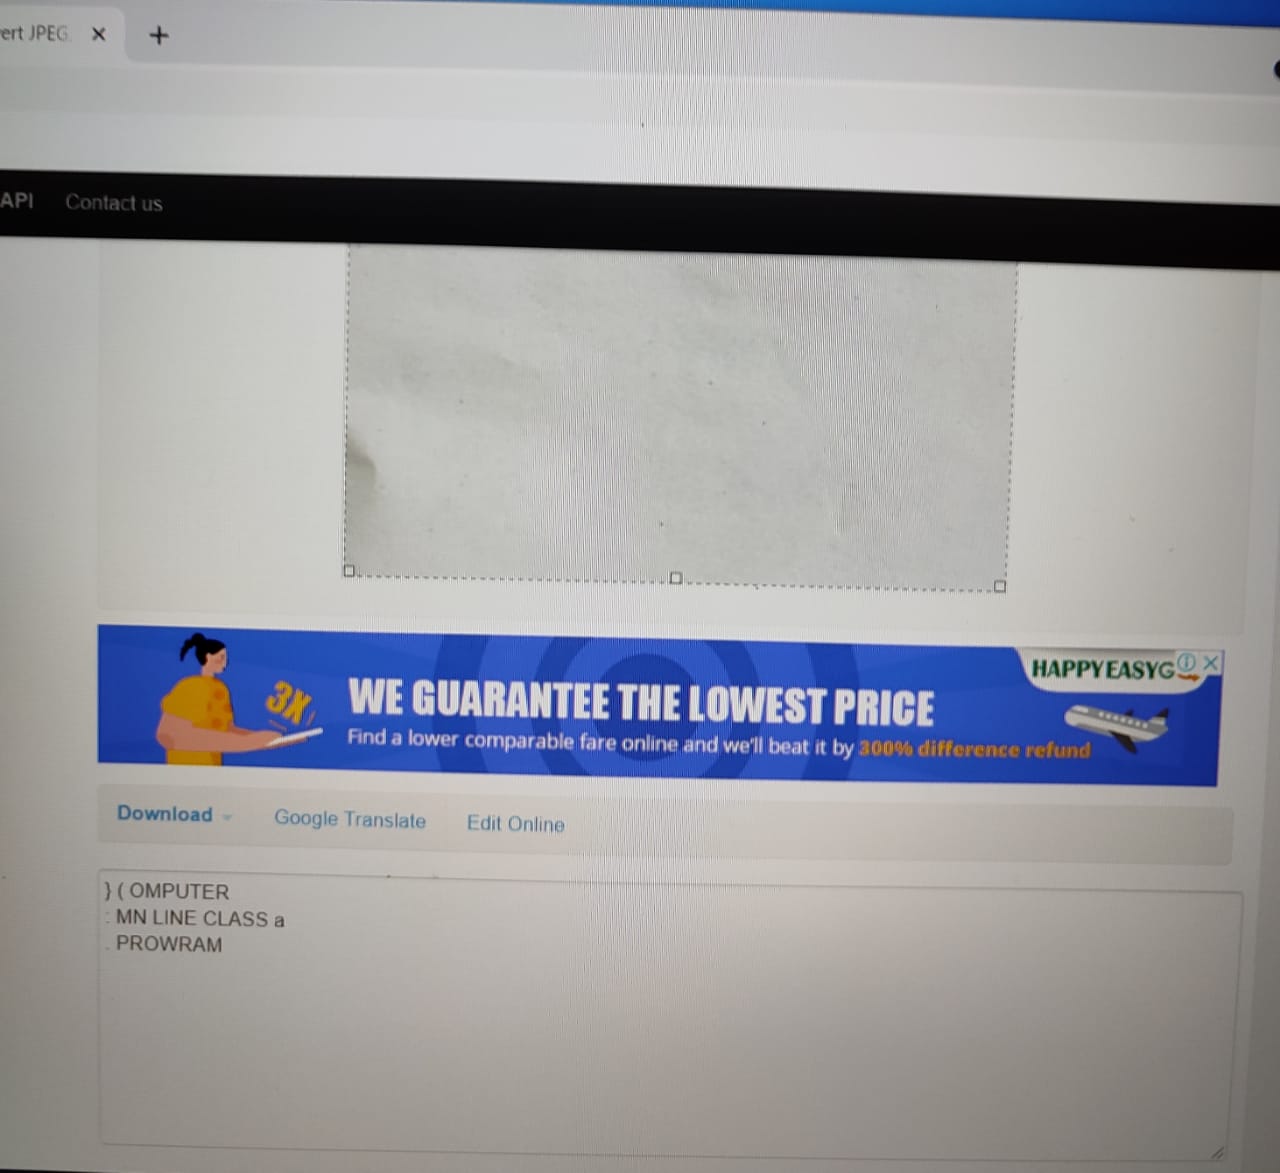 ert JPEG
API Contact us
HAPPYEASYG
3X
WE GUARANTEE THE LOWEST PRICE
Find a lower comparable fare online and we'll beat it by 300% difference refund
Download Google Translate Edit Online
} ( OMPUTER
: MN LINE CLASS a
. PROWRAM